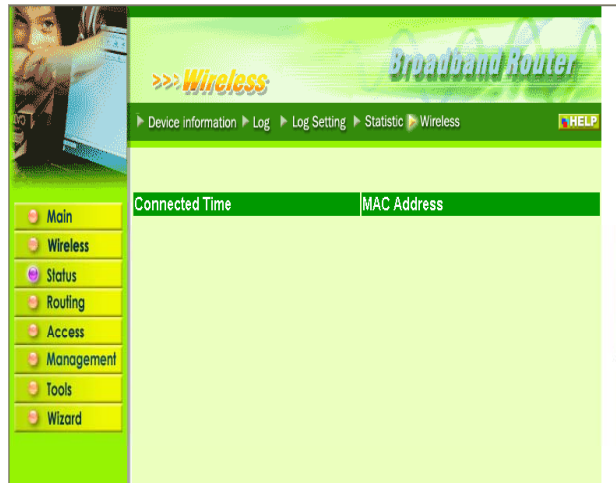 Broadband Router
>>> Wireless
Device information Log Log Setting Statistic Wireless HELP
Connected Time MAC Address
Main
Wireless
Status
Routing
Access
Management
Tools
Wizard